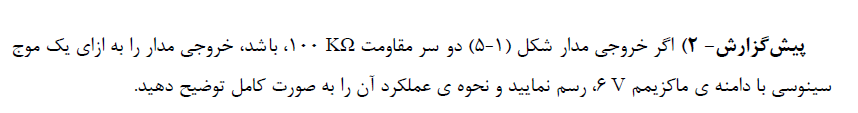 پیش‌گزارش- ۲) اگر خروجی مدار شکل (۱-۵) دو سر مقاومت ۱۰۰ KΩ، باشد، خروجی مدار را به ازای یک موج
سینوسی با دامنه ی ماکزیمم ۶ V، رسم نمایید و نحوه ی عملکرد آن را به صورت کامل توضیح دهید.